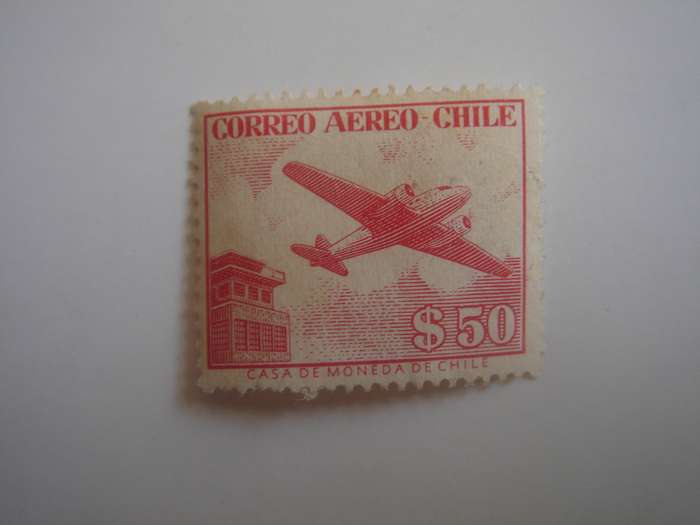 CORREO AEREO - CHILE
$ 50
CASA DE MONEDA DE CHILE